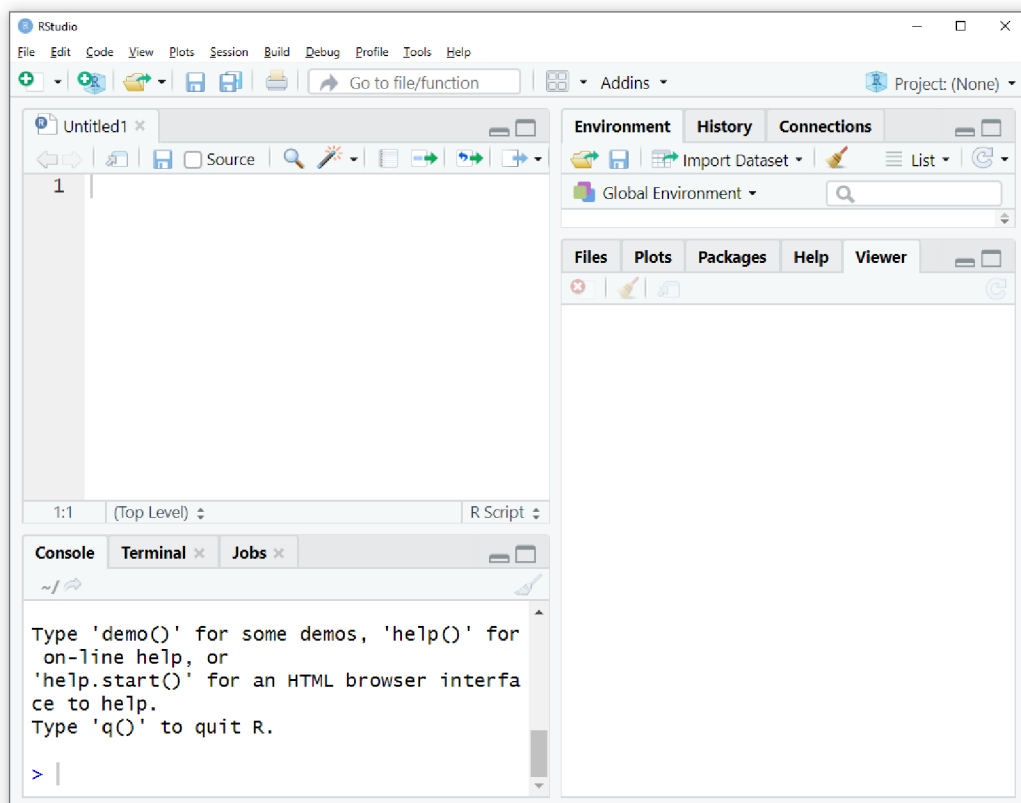 RStudio
File Edit Code View Plots Session Build Debug Profile Tools Help
Go to file/function Addins Project: (None)
Untitled1
Source
1
1:1 (Top Level) R Script
Console Terminal Jobs
~/
Type 'demo()' for some demos, 'help()' for
on-line help, or
'help.start()' for an HTML browser interfa
ce to help.
Type 'q()' to quit R.
>
Environment History Connections
Import Dataset List
Global Environment
Files Plots Packages Help Viewer